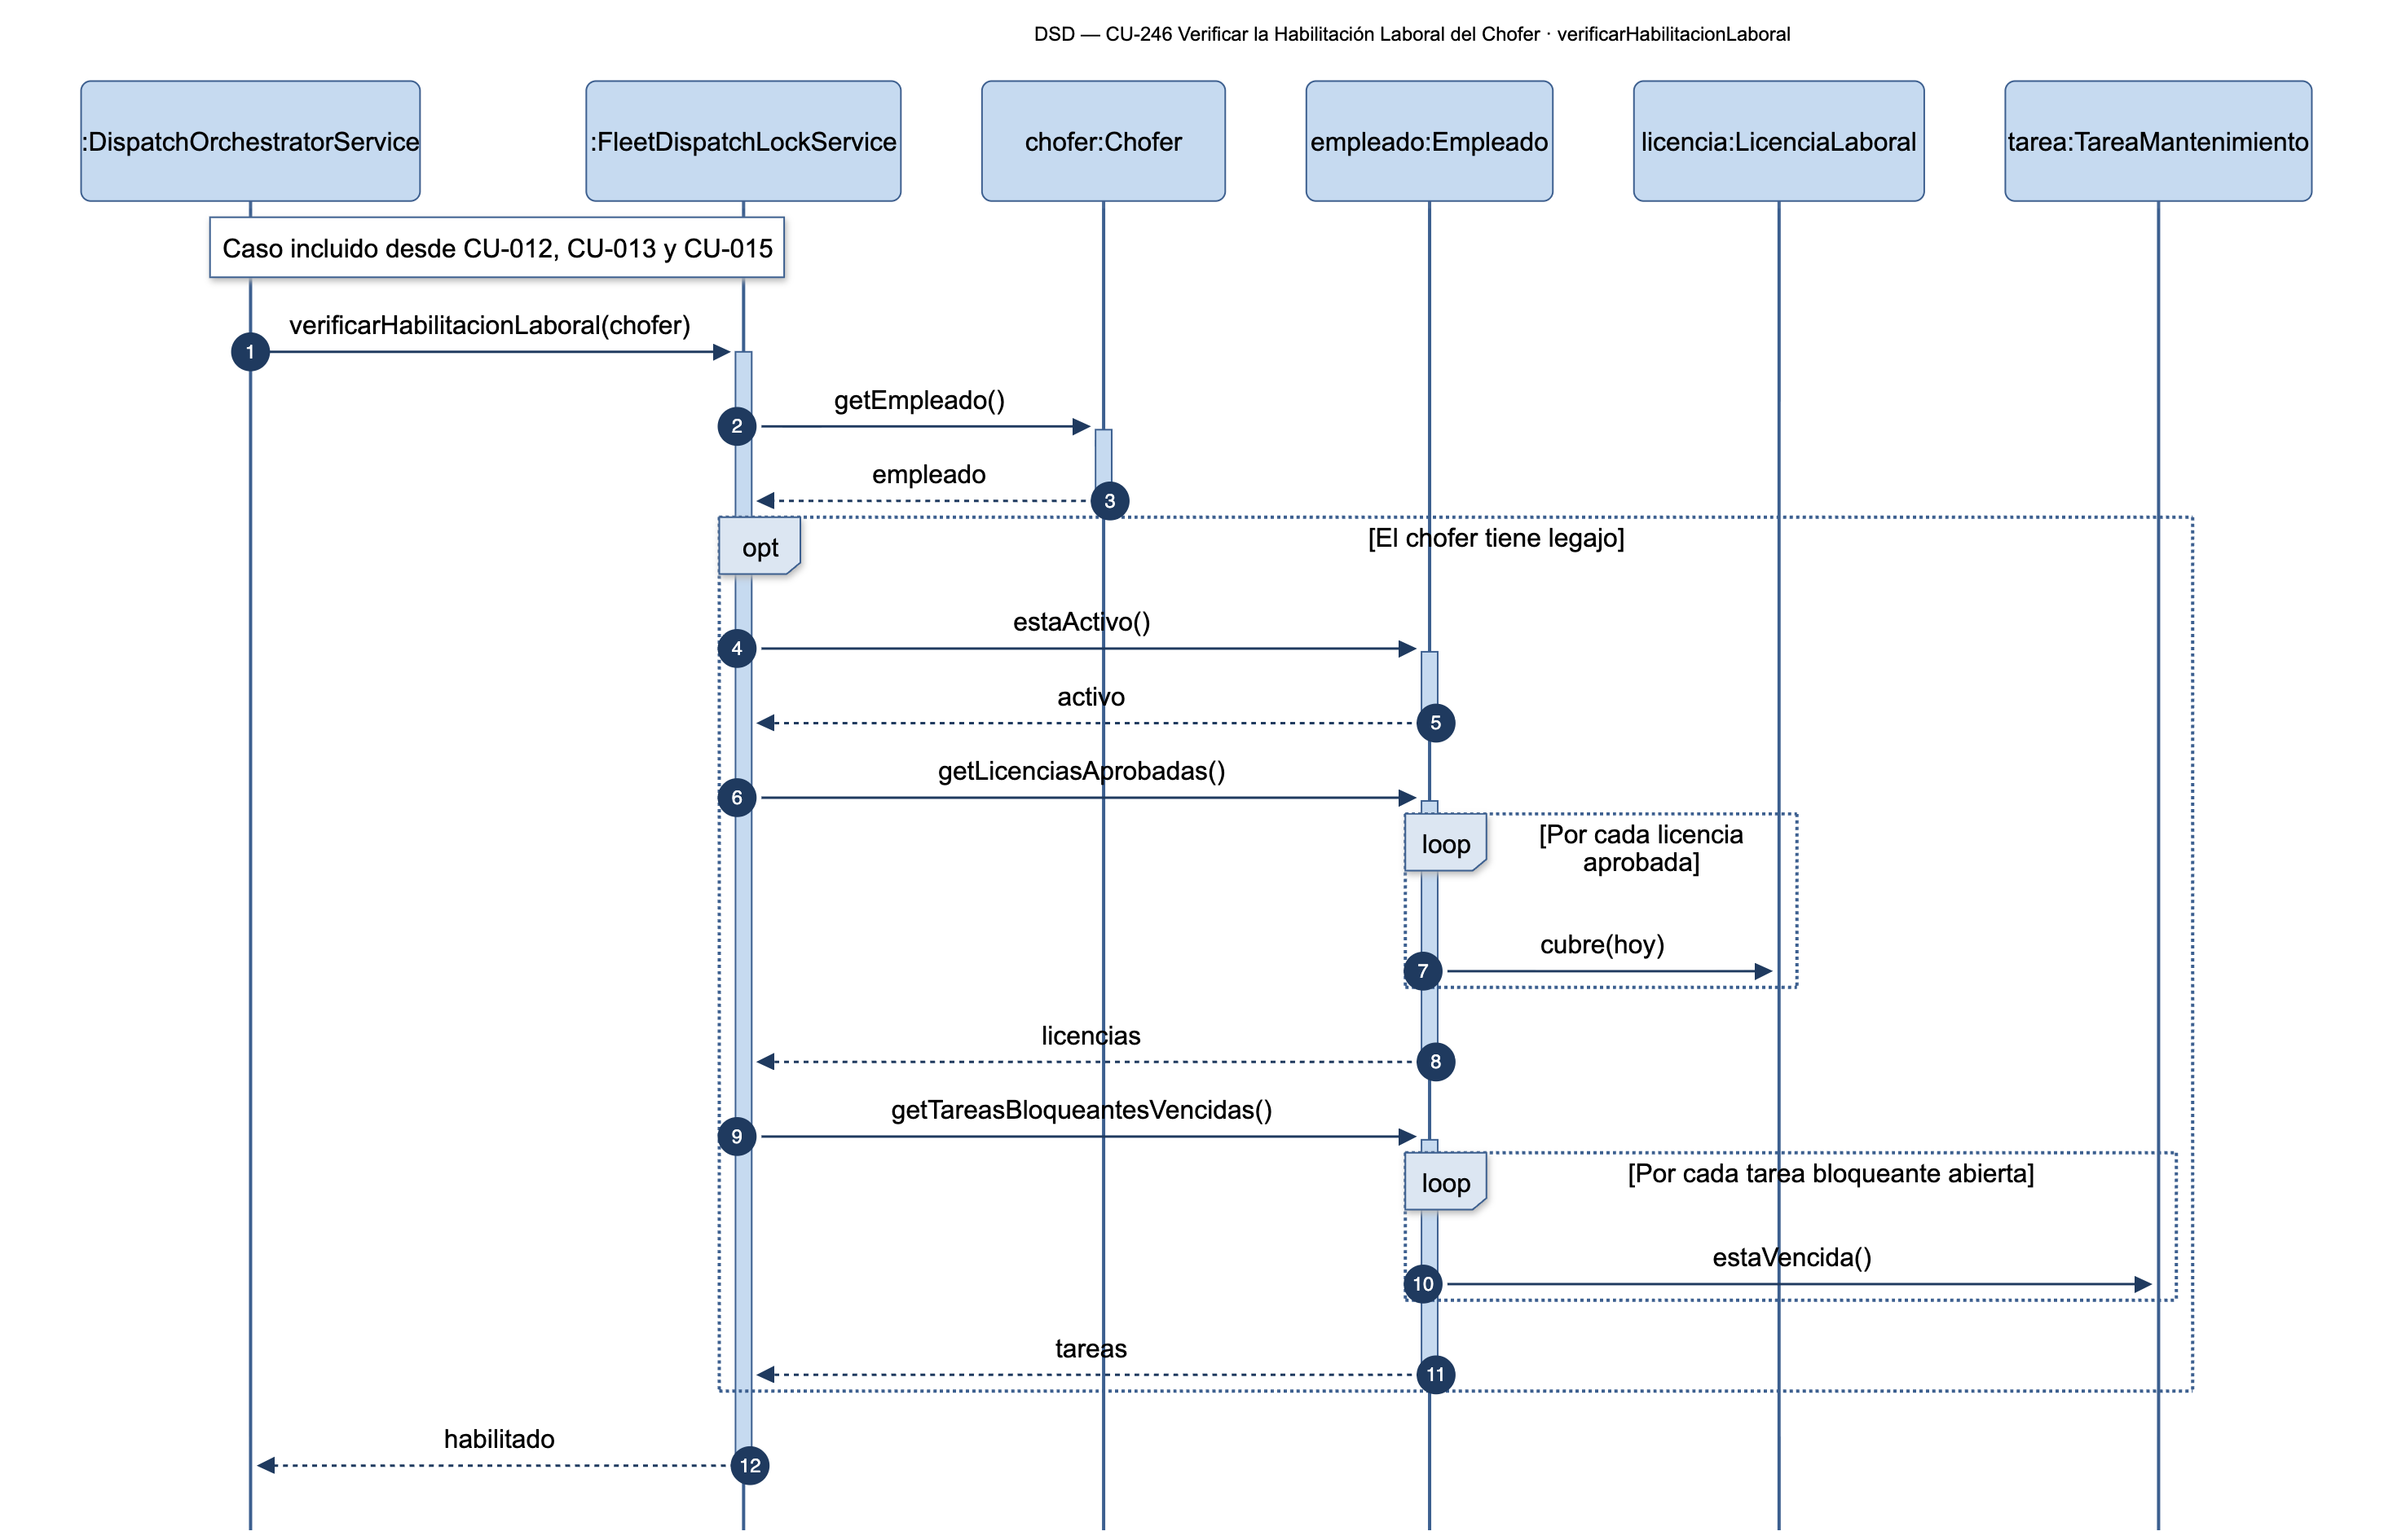 DSD — CU-246 Verificar la Habilitación Laboral del Chofer · verificarHabilitacionLaboral
:DispatchOrchestratorService
:FleetDispatchLockService
chofer:Chofer
empleado:Empleado
licencia:LicenciaLaboral
tarea:TareaMantenimiento
Caso incluido desde CU-012, CU-013 y CU-015
verificarHabilitacionLaboral(chofer)
1
getEmpleado()
2
empleado
3
opt
[El chofer tiene legajo]
estaActivo()
4
activo
5
getLicenciasAprobadas()
6
loop
[Por cada licencia
aprobada]
cubre(hoy)
7
licencias
8
getTareasBloqueantesVencidas()
9
loop
[Por cada tarea bloqueante abierta]
estaVencida()
10
tareas
11
habilitado
12